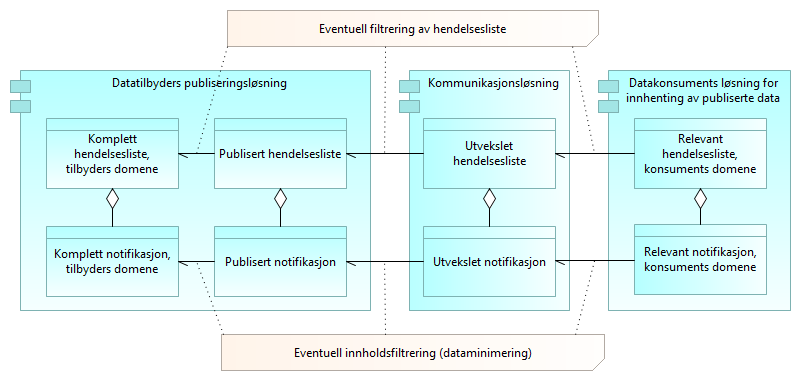 Eventuell filtrering av hendelsesliste
Datatilbyders publiseringsløsning
Komplett
hendelsesliste,
tilbyders domene
Publisert hendelsesliste
Komplett notifikasjon,
tilbyders domene
Publisert notifikasjon
Kommunikasjonsløsning
Utvekslet
hendelsesliste
Utvekslet notifikasjon
Datakonsuments løsning for
innhenting av publiserte data
Relevant
hendelsesliste,
konsuments domene
Relevant notifikasjon,
konsuments domene
Eventuell innholdsfiltrering (dataminimering)